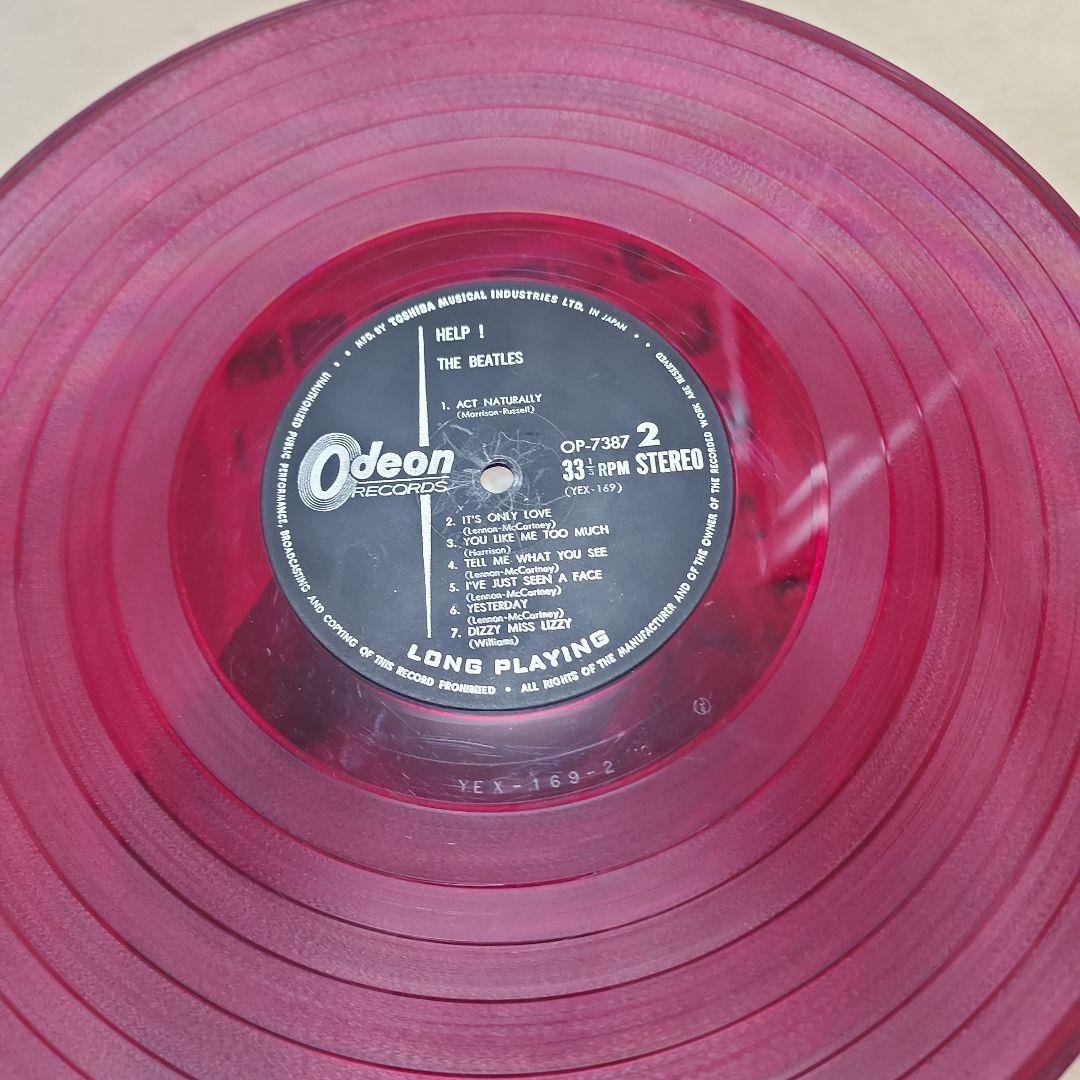 MFD. BY TOSHIBA MUSICAL INDUSTRIES LTD. IN JAPAN
HELP !
THE BEATLES
1. ACT NATURALLY
(Morrison-Russell)
Odeon
RECORDS
OP-7387 2
33 1/3 RPM STEREO
(YEX-169)
2. IT'S ONLY LOVE
(Lennon-McCartney)
3. YOU LIKE ME TOO MUCH
(Harrison)
4. TELL ME WHAT YOU SEE
(Lennon-McCartney)
5. I'VE JUST SEEN A FACE
(Lennon-McCartney)
6. YESTERDAY
(Lennon-McCartney)
7. DIZZY MISS LIZZY
(Williams)
LONG PLAYING
UNAUTHORIZED PUBLIC PERFORMANCE, BROADCASTING AND COPYING OF THIS RECORD PROHIBITED • ALL RIGHTS OF THE MANUFACTURER AND OF THE OWNER OF THE RECORDED WORK ARE RESERVED
YEX-169-2